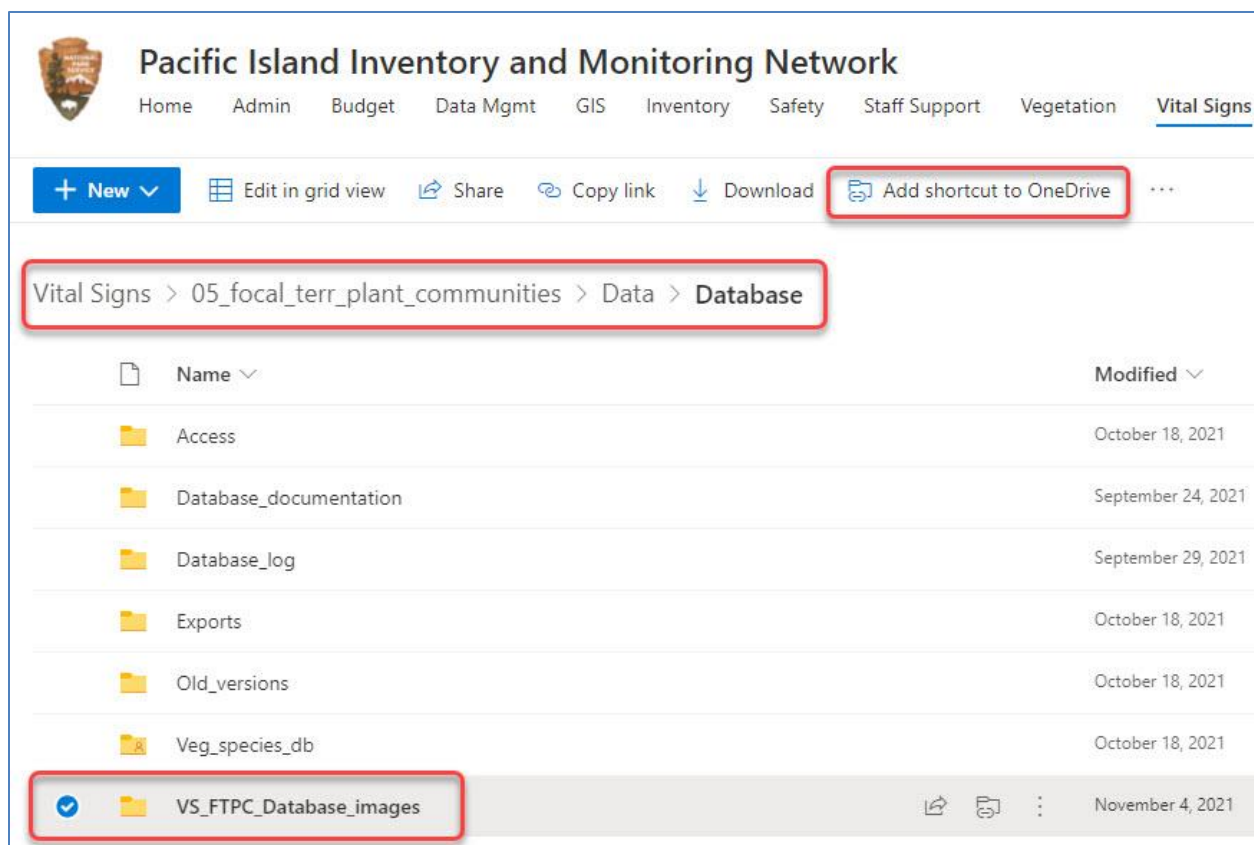 Pacific Island Inventory and Monitoring Network
Home Admin Budget Data Mgmt GIS Inventory Safety Staff Support Vegetation Vital Signs
+ New Edit in grid view Share Copy link Download Add shortcut to OneDrive ...
Vital Signs > 05_focal_terr_plant_communities > Data > Database
Name Modified
Access October 18, 2021
Database_documentation September 24, 2021
Database_log September 29, 2021
Exports October 18, 2021
Old_versions October 18, 2021
Veg_species_db October 18, 2021
VS_FTPC_Database_images November 4, 2021